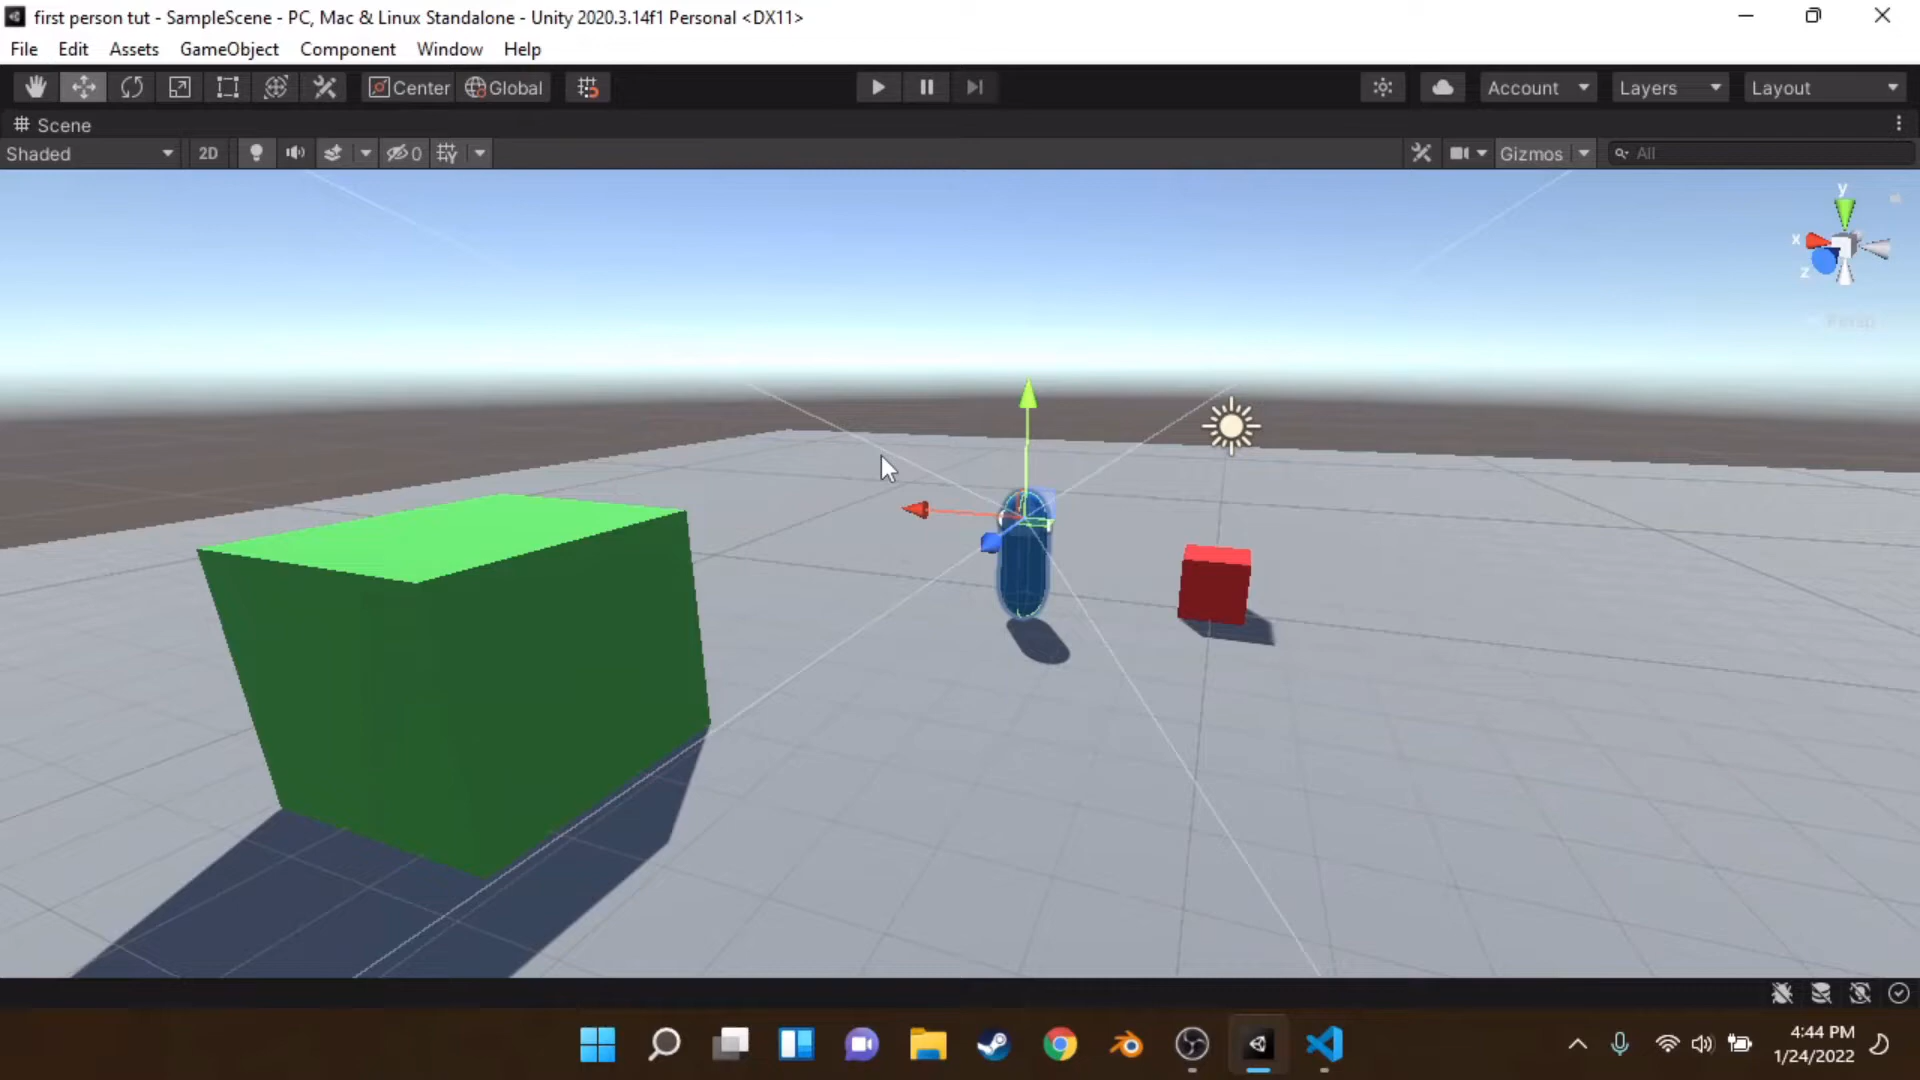 first person tut - SampleScene - PC, Mac & Linux Standalone - Unity 2020.3.14f1 Personal <DX11>
File Edit Assets GameObject Component Window Help
Center Global Account Layers Layout
Scene
Shaded 2D 0 Gizmos All
y
x
z
Persp
4:44 PM
1/24/2022